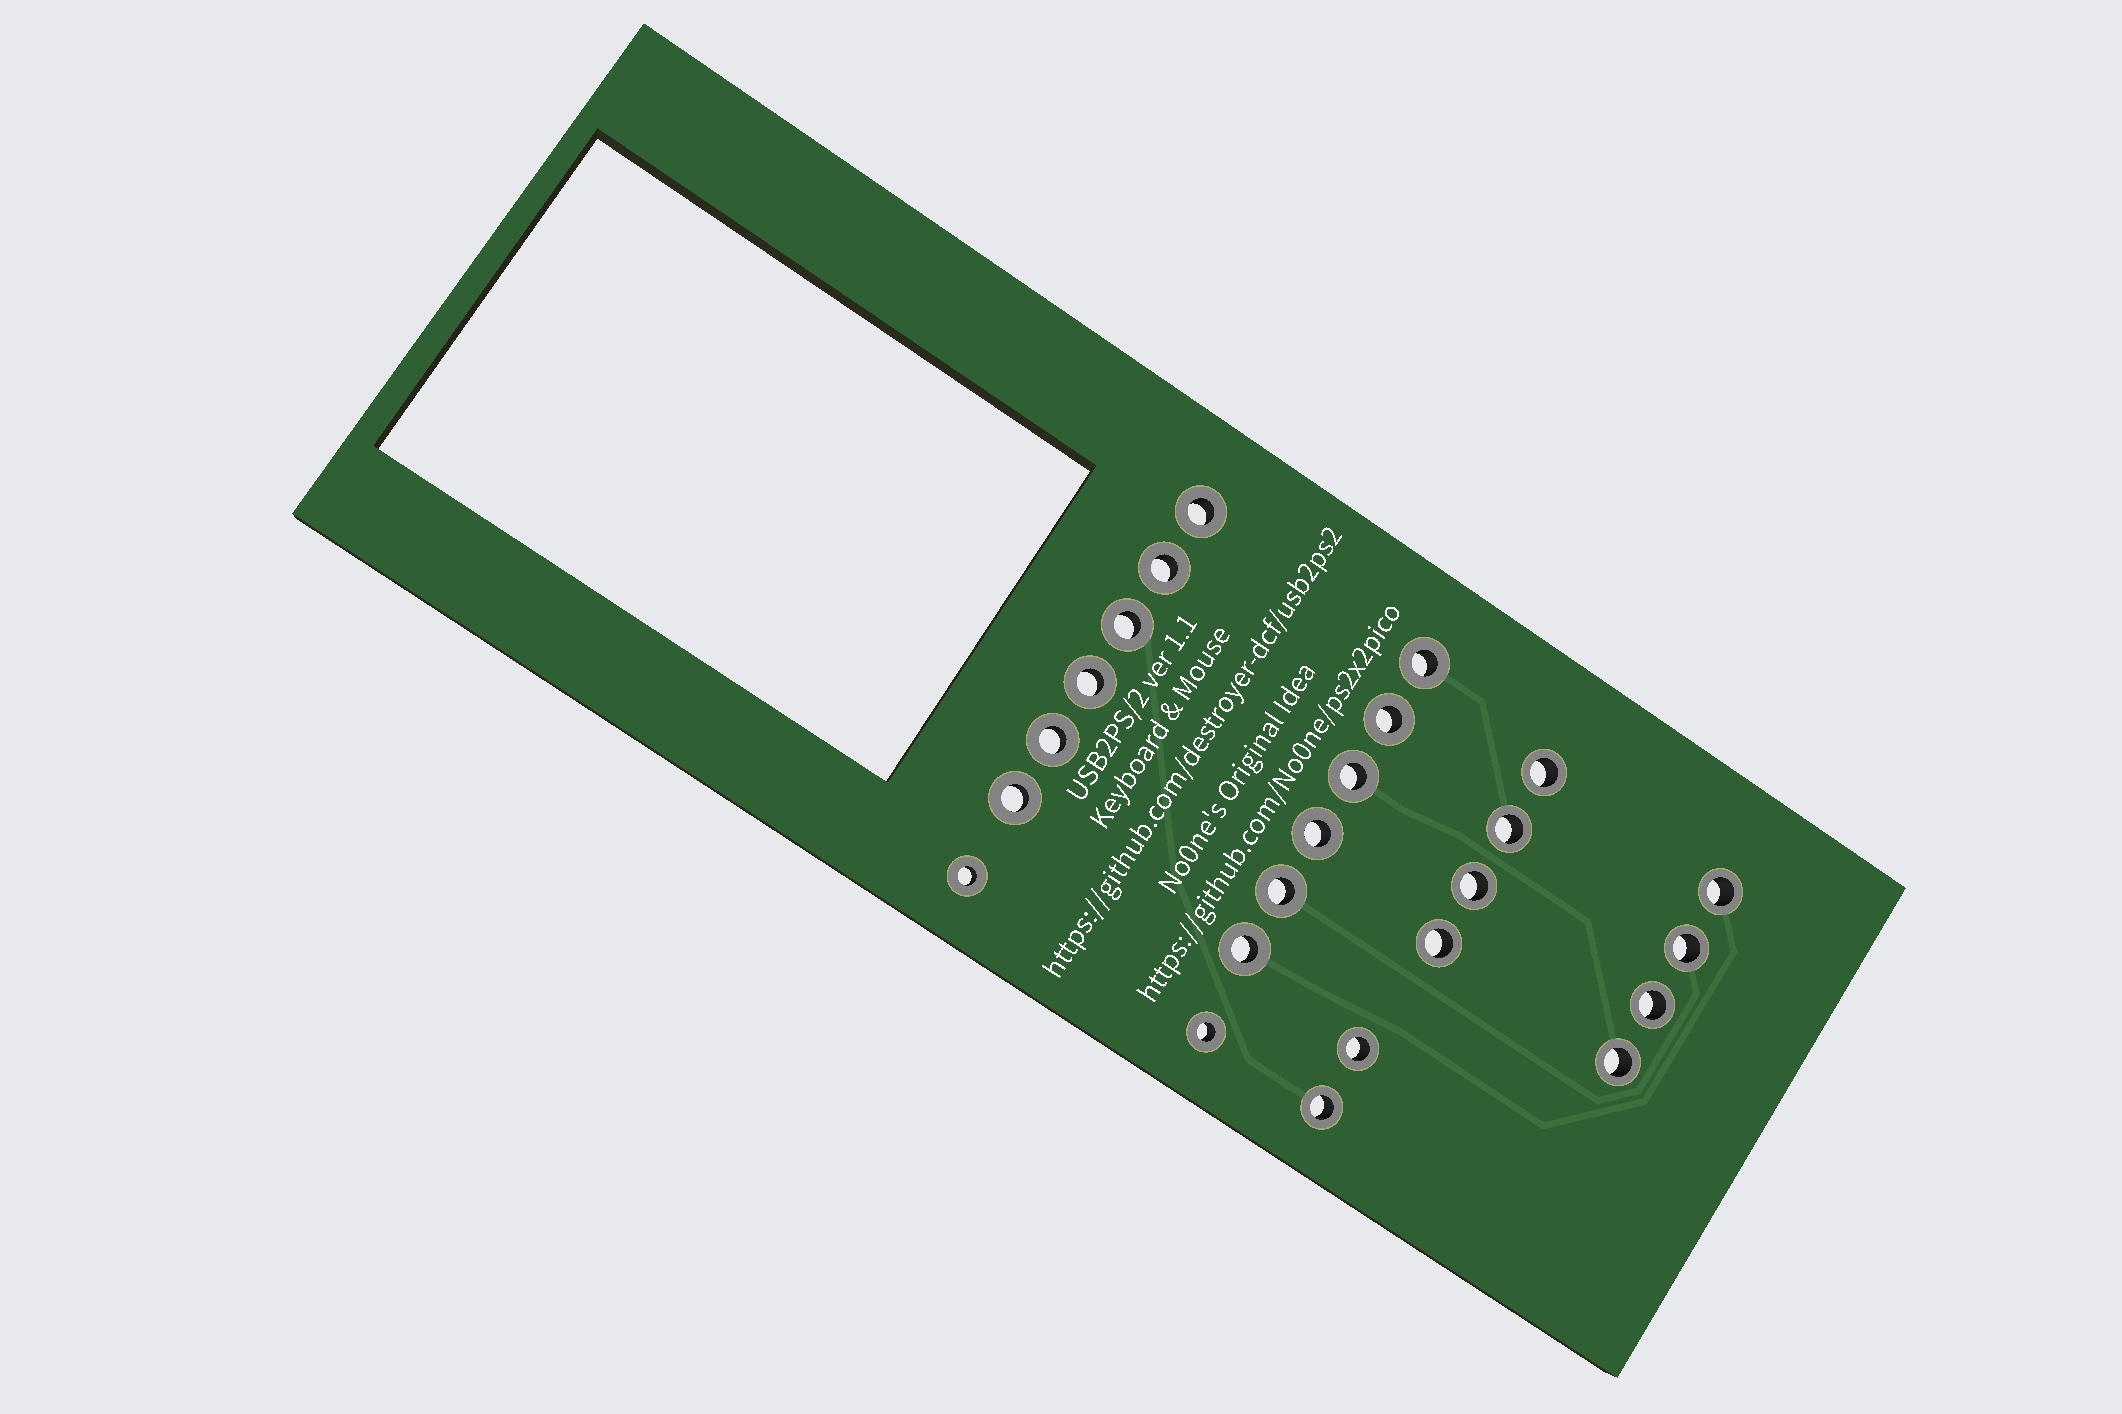 USB2PS/2 ver 1.1
Keyboard & Mouse
https://github.com/destroyer-dcf/usb2ps2
No0ne's Original Idea
https://github.com/No0ne/ps2x2pico